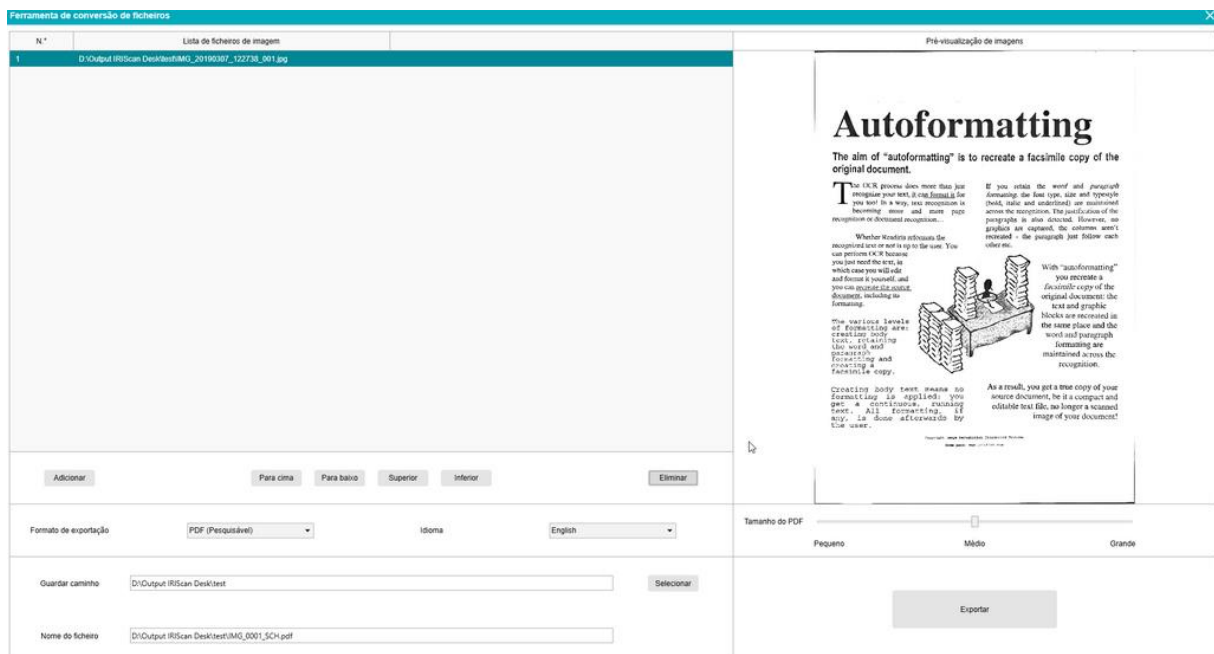 Ferramenta de conversão de ficheiros
N.º
Lista de ficheiros de imagem
1
D:\Output IRIScan Desk\test\IMG_20190307_122738_001.jpg
Adicionar
Para cima
Para baixo
Superior
Inferior
Eliminar
Formato de exportação
PDF (Pesquisável)
Idioma
English
Guardar caminho
D:\Output IRIScan Desk\test
Selecionar
Nome do ficheiro
D:\Output IRIScan Desk\test\IMG_0001_SCH.pdf
Pré-visualização de imagens
Autoformatting
The aim of "autoformatting" is to recreate a facsimile copy of the
original document.
The OCR process does more than just
recognize your text, it can format it for
you too! In a way, text recognition is
becoming more and more page
recognition or document recognition...
Whether Readiris reformats the
recognized text or not is up to the user. You
can perform OCR because
you just need the text, in
which case you will edit
and format it yourself, and
you can recreate the source
document, including its
formatting.
The various levels
of formatting are:
creating body
text, retaining
the word and
paragraph
formatting and
creating a
facsimile copy.
Creating body text means no
formatting is applied: you
get a continuous, running
text. All formatting, if
any, is done afterwards by
the user.
If you retain the word and paragraph
formatting, the font type, size and typestyle
(bold, italic and underlined) are maintained
across the recognition. The justification of the
paragraphs is also detected. However, no
graphics are captured, the columns aren't
recreated - the paragraph just follow each
other etc.
With "autoformatting"
you recreate a
facsimile copy of the
original document: the
text and graphic
blocks are recreated in
the same place and the
word and paragraph
formatting are
maintained across the
recognition.
As a result, you get a true copy of your
source document, be it a compact and
editable text file, no longer a scanned
image of your document!
Tamanho do PDF
Pequeno
Médio
Grande
Exportar